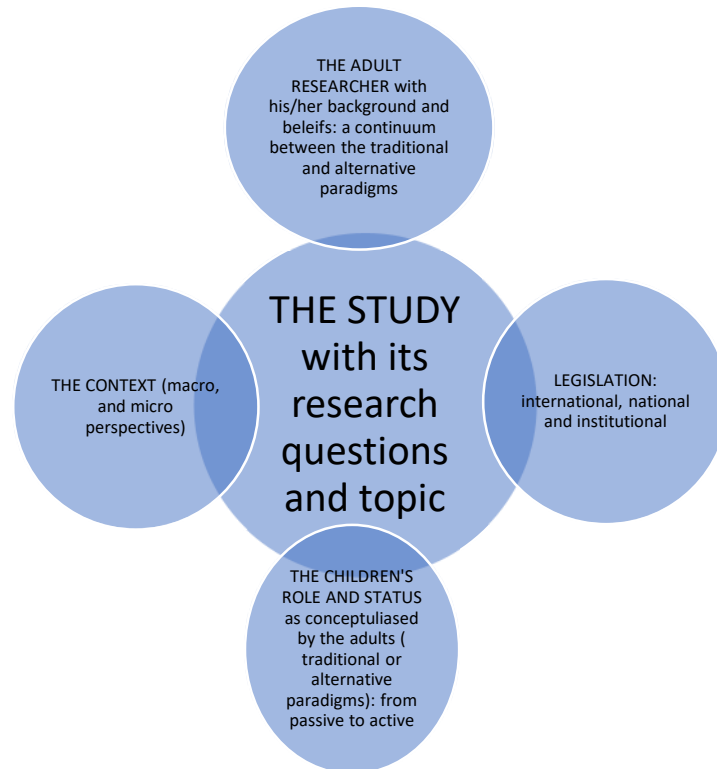 THE ADULT
RESEARCHER with
his/her background and
beleifs: a continuum
between the traditional
and alternative
paradigms
THE STUDY
with its
research
questions
and topic
THE CONTEXT (macro,
and micro
perspectives)
LEGISLATION:
international, national
and institutional
THE CHILDREN'S
ROLE AND STATUS
as conceptuliased
by the adults (
traditional or
alternative
paradigms): from
passive to active